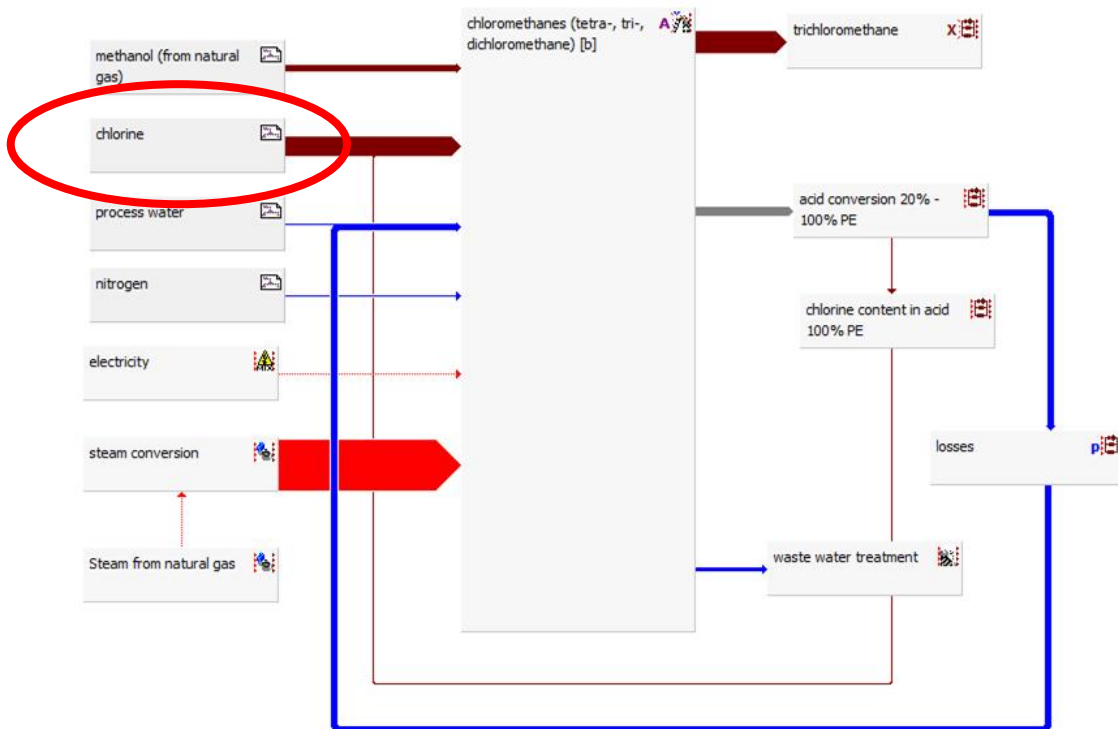 methanol (from natural
gas)
chlorine
process water
nitrogen
electricity
steam conversion
Steam from natural gas
chloromethanes (tetra-, tri-,
dichloromethane) [b]
A
trichloromethane
X
acid conversion 20% -
100% PE
chlorine content in acid
100% PE
losses
p
waste water treatment